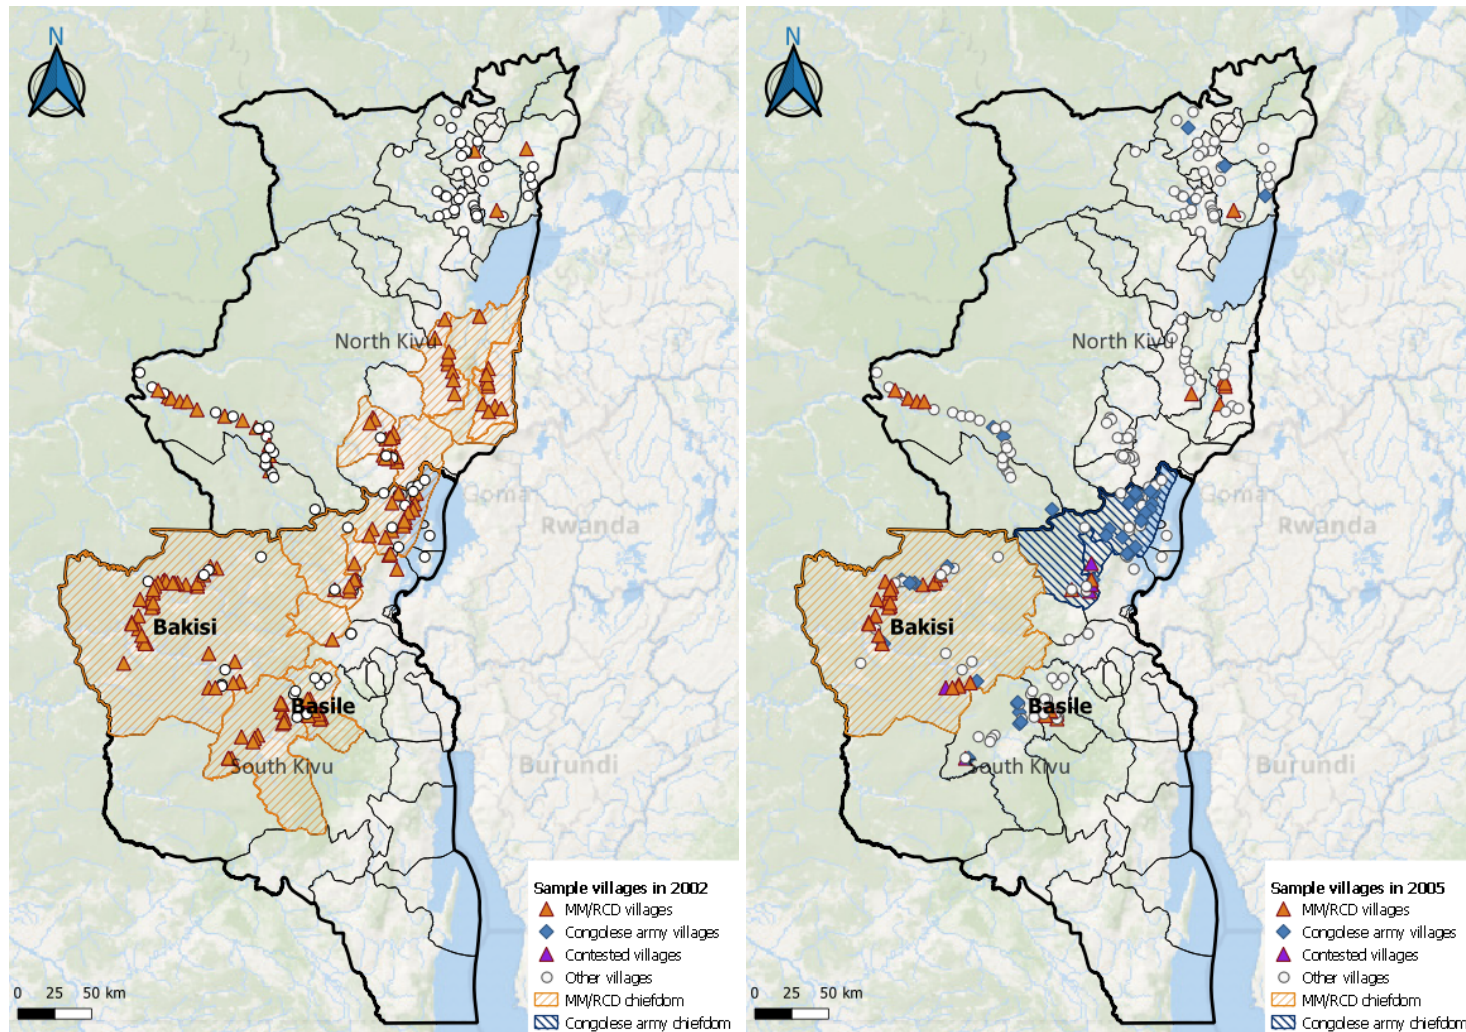 N
North Kivu
Goma
Rwanda
Bakisi
Basile
South Kivu
Burundi
Sample villages in 2002
MM/RCD villages
Congolese army villages
Contested villages
Other villages
MM/RCD chiefdom
Congolese army chiefdom
0 25 50 km
N
North Kivu
Goma
Rwanda
Bakisi
Basile
South Kivu
Burundi
Sample villages in 2005
MM/RCD villages
Congolese army villages
Contested villages
Other villages
MM/RCD chiefdom
Congolese army chiefdom
0 25 50 km